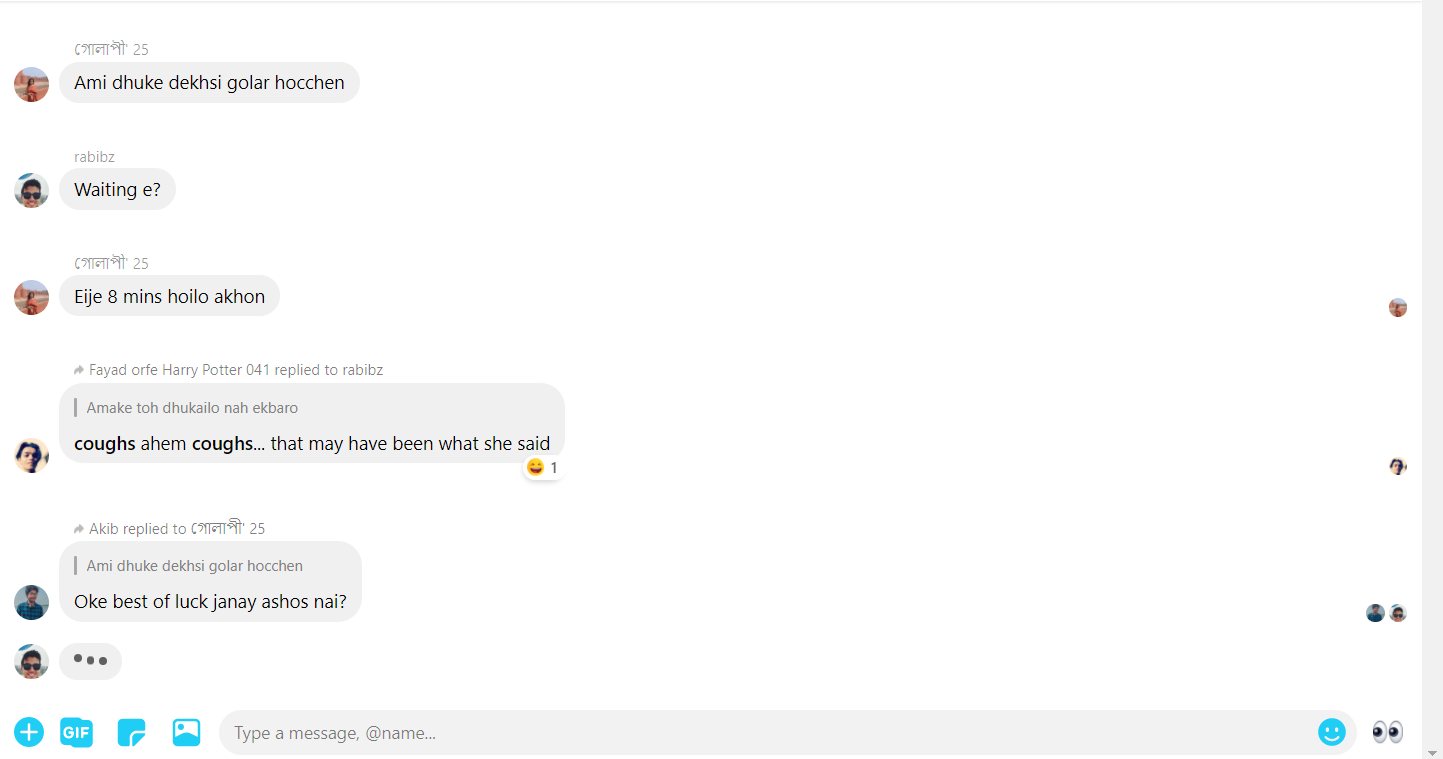 গোলাপী' 25
Ami dhuke dekhsi golar hocchen
rabibz
Waiting e?
গোলাপী' 25
Eije 8 mins hoilo akhon
Fayad orfe Harry Potter 041 replied to rabibz
Amake toh dhukailo nah ekbaro
coughs ahem coughs... that may have been what she said
1
Akib replied to গোলাপী' 25
Ami dhuke dekhsi golar hocchen
Oke best of luck janay ashos nai?
GIF
Type a message, @name...